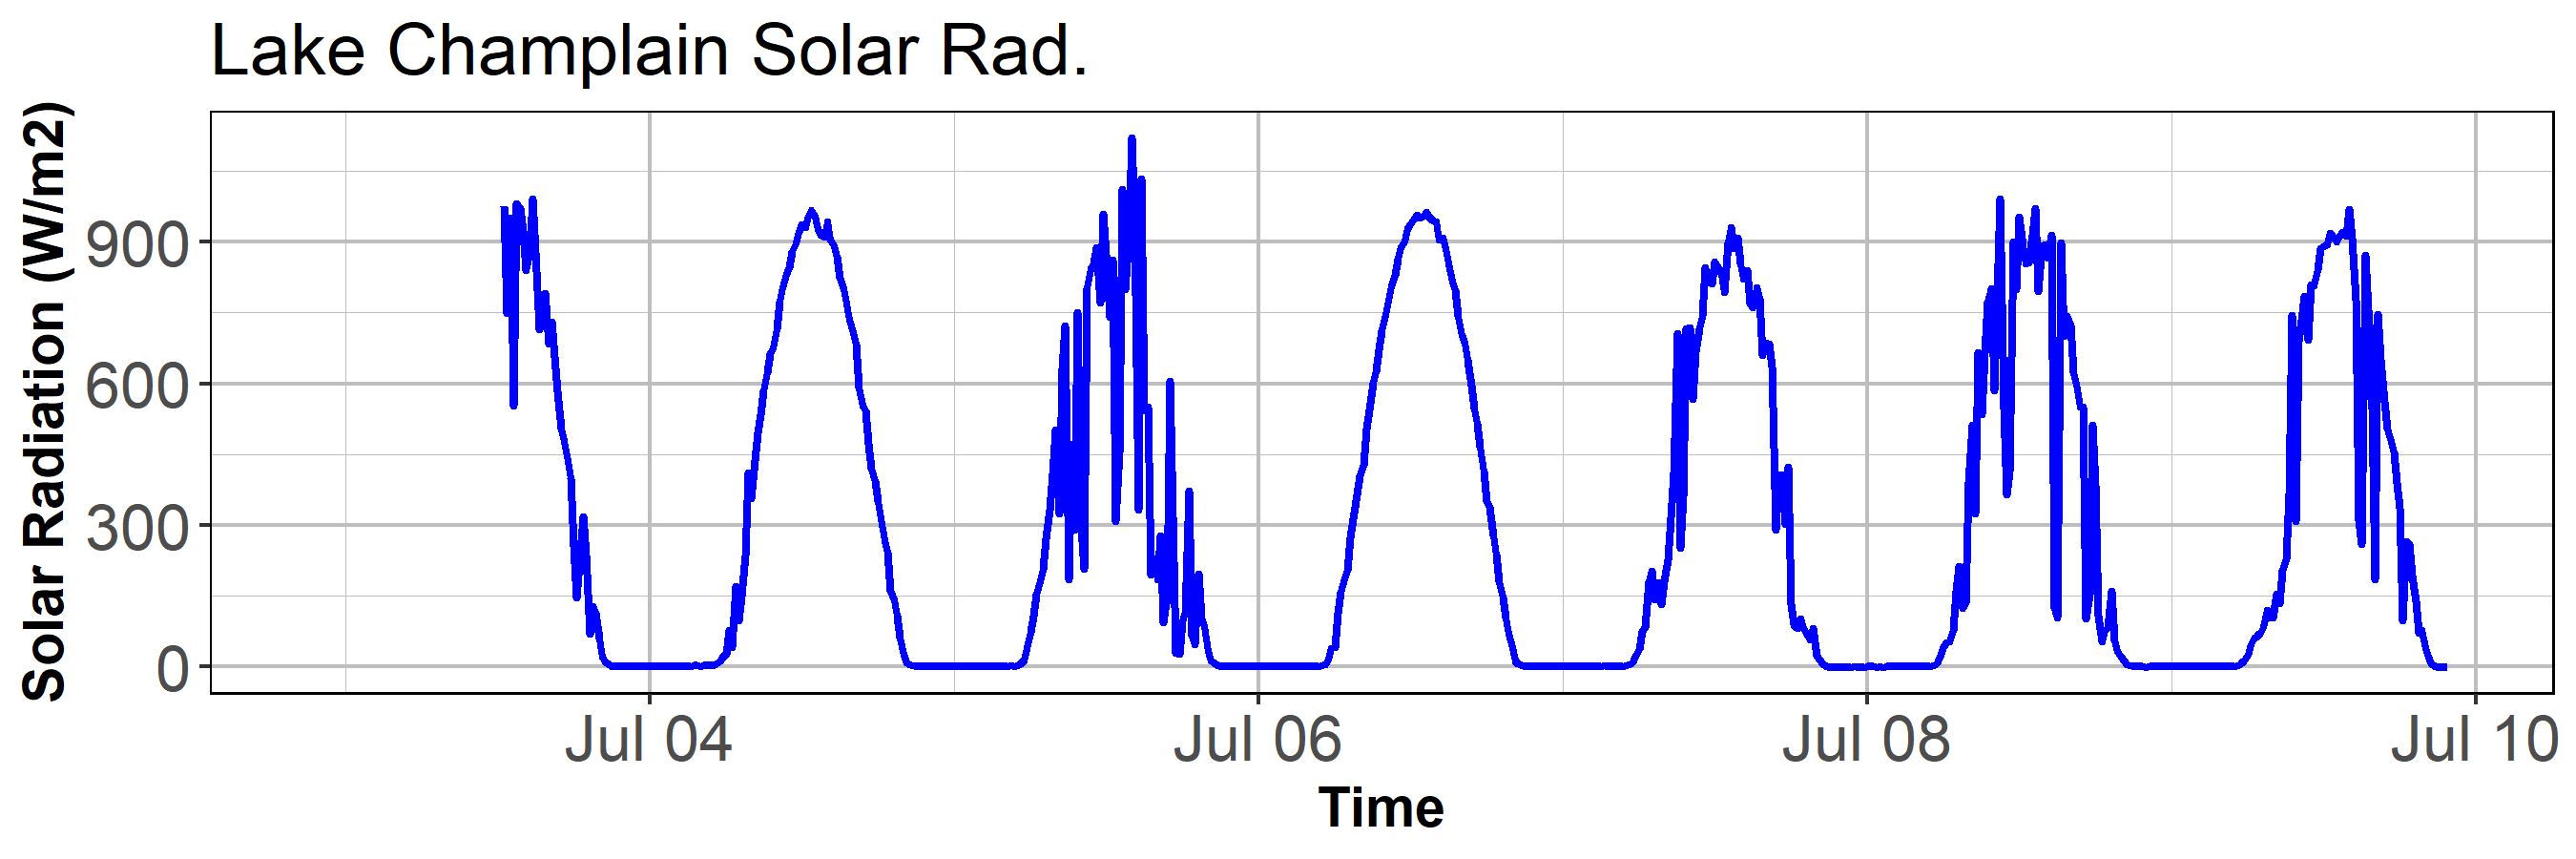 Lake Champlain Solar Rad.
Solar Radiation (W/m2)
900
600
300
0
Jul 04 Jul 06 Jul 08 Jul 10
Time